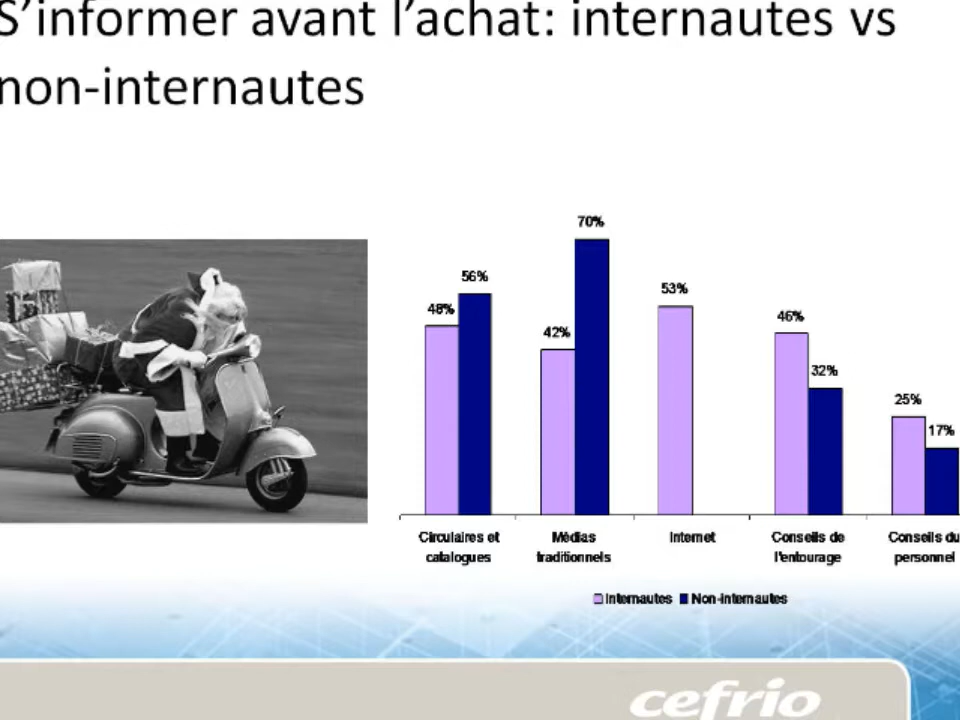 S’informer avant l’achat: internautes vs
non-internautes
70%
56%
53%
48%
46%
42%
32%
25%
17%
Circulaires et
catalogues
Médias
traditionnels
Internet
Conseils de
l'entourage
Conseils du
personnel
Internautes Non-internautes
cefrio